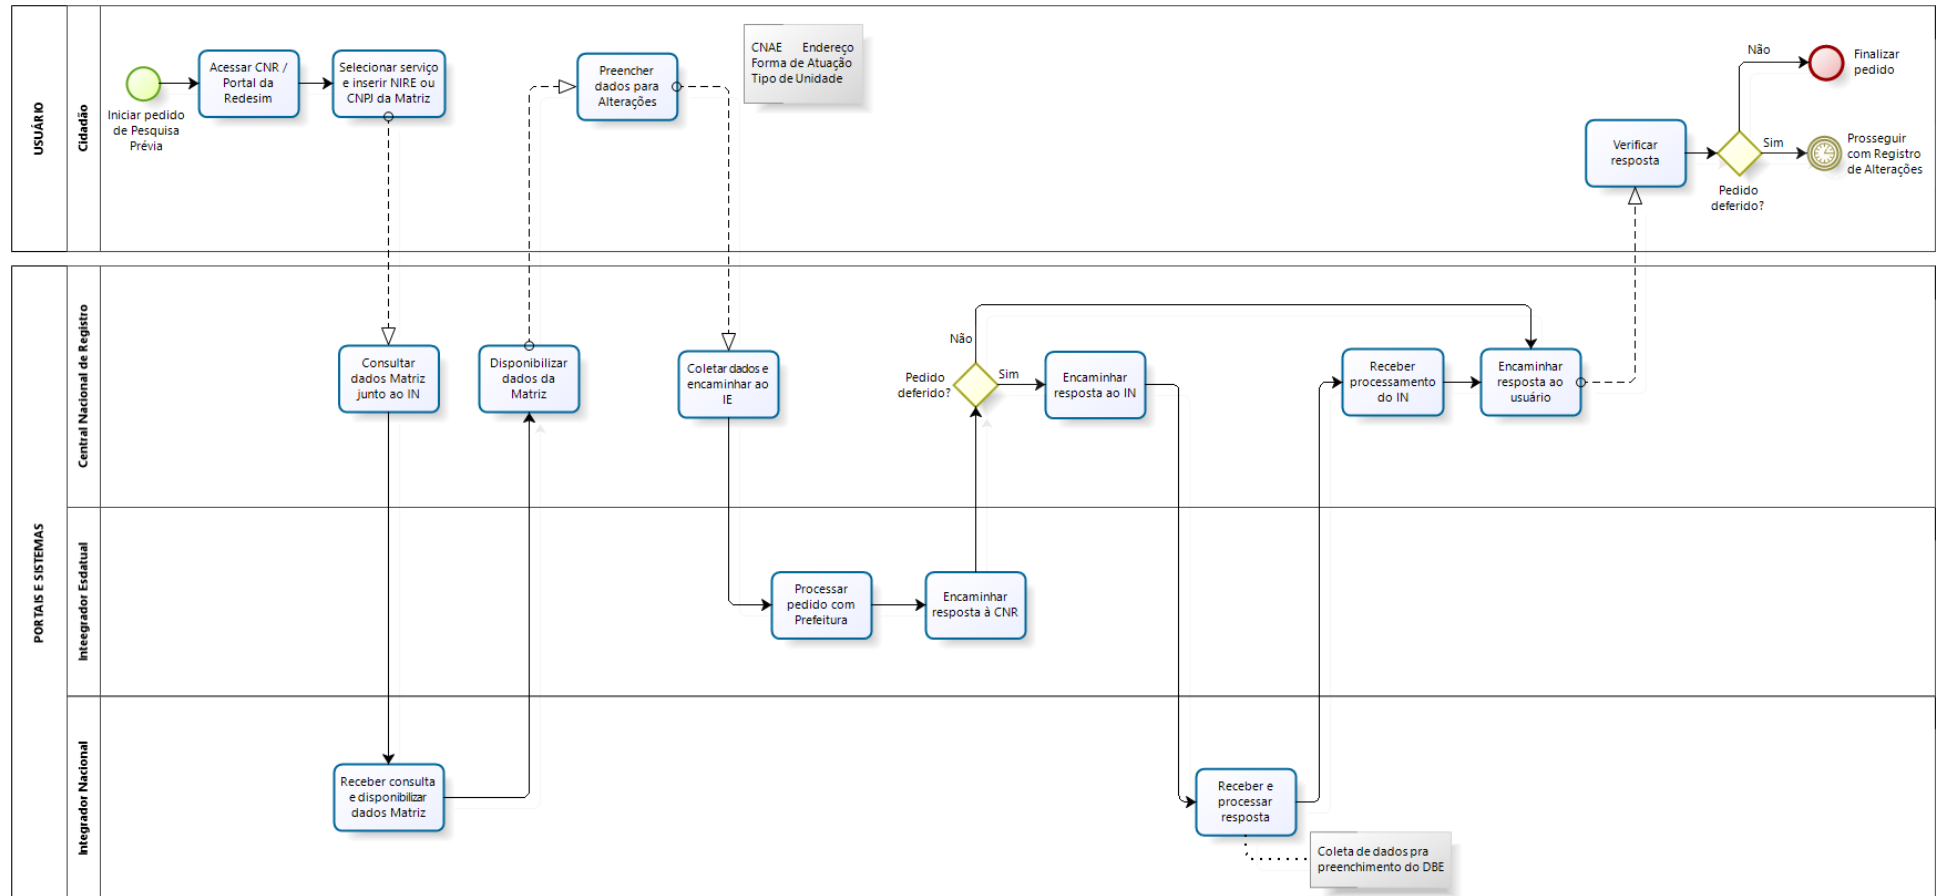 USUÁRIO
Cidadão
Iniciar pedido
de Pesquisa
Prévia
Acessar CNR /
Portal da
Redesim
Selecionar serviço
e inserir NIRE ou
CNPJ da Matriz
Preencher
dados para
Alterações
CNAE Endereço
Forma de Atuação
Tipo de Unidade
Verificar
resposta
Pedido
deferido?
Não
Finalizar
pedido
Sim
Prosseguir
com Registro
de Alterações
PORTAIS E SISTEMAS
Central Nacional de Registro
Consultar
dados Matriz
junto ao IN
Disponibilizar
dados da
Matriz
Coletar dados e
encaminhar ao
IE
Pedido
deferido?
Não
Sim
Encaminhar
resposta ao IN
Receber
processamento
do IN
Encaminhar
resposta ao
usuário
Inteegrador Esdatual
Processar
pedido com
Prefeitura
Encaminhar
resposta à CNR
Integrador Nacional
Receber consulta
e disponibilizar
dados Matriz
Receber e
processar
resposta
Coleta de dados pra
preenchimento do DBE